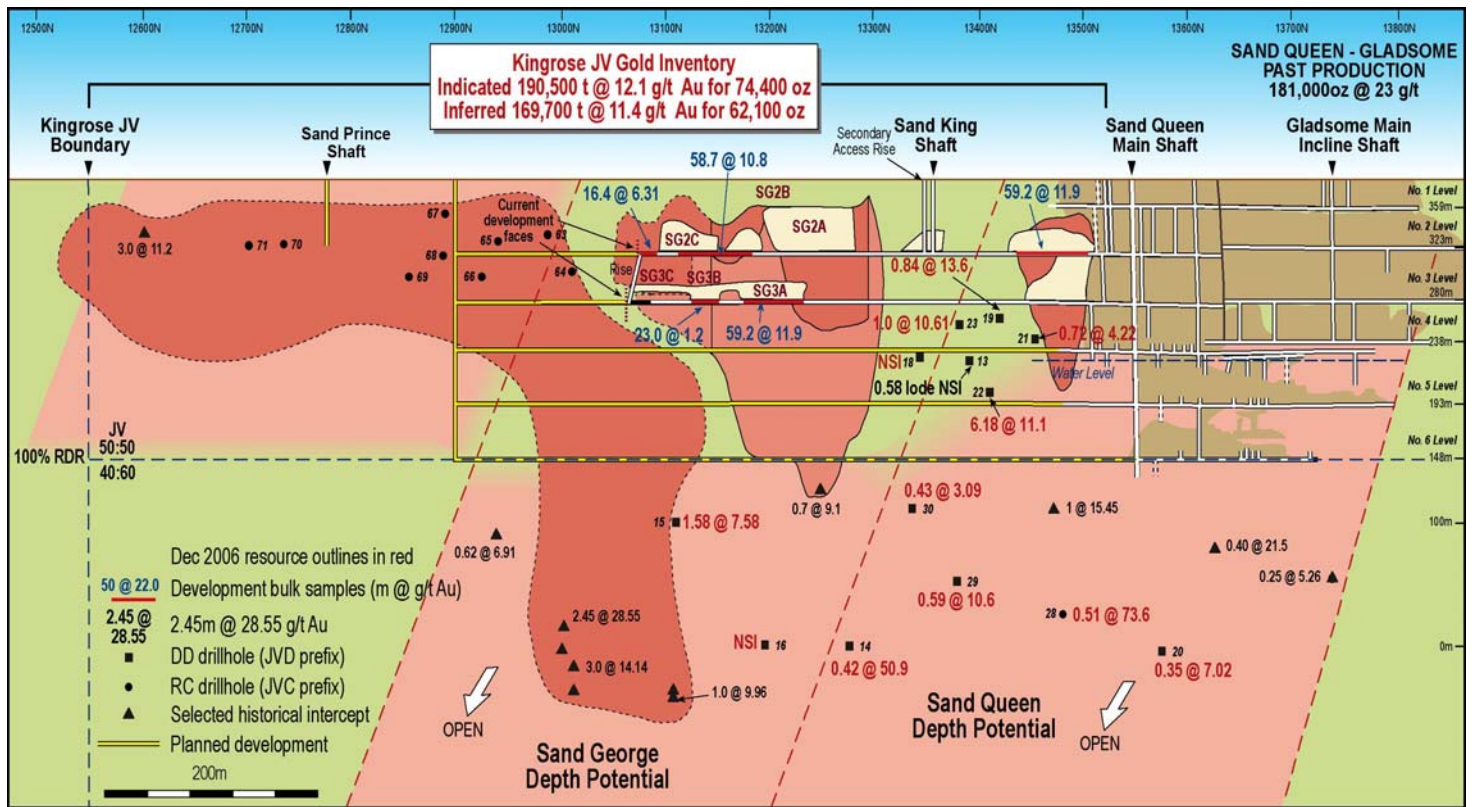 12500N 12600N 12700N 12800N 12900N 13000N 13100N 13200N 13300N 13400N 13500N 13600N 13700N 13800N
Kingrose JV Gold Inventory
Indicated 190,500 t @ 12.1 g/t Au for 74,400 oz
Inferred 169,700 t @ 11.4 g/t Au for 62,100 oz
SAND QUEEN - GLADSOME
PAST PRODUCTION
181,000oz @ 23 g/t
Kingrose JV
Boundary
Sand Prince
Shaft
Secondary
Access Rise
Sand King
Shaft
Sand Queen
Main Shaft
Gladsome Main
Incline Shaft
58.7 @ 10.8
16.4 @ 6.31
59.2 @ 11.9
SG2B
SG2A
SG2C
Current
development
faces
Rise
SG3C
SG3B
SG3A
23.0 @ 1.2
59.2 @ 11.9
No. 1 Level
359m
No. 2 Level
323m
No. 3 Level
280m
No. 4 Level
238m
No. 5 Level
193m
No. 6 Level
148m
100m
0m
3.0 @ 11.2
67
71
70
68
69
65
66
63
64
0.84 @ 13.6
1.0 @ 10.61
23
19
21
0.72 @ 4.22
NSI
18
13
0.58 lode NSI
Water Level
22
6.18 @ 11.1
100% RDR
JV
50:50
40:60
0.7 @ 9.1
0.43 @ 3.09
30
1 @ 15.45
15
1.58 @ 7.58
0.62 @ 6.91
0.40 @ 21.5
0.25 @ 5.26
29
0.59 @ 10.6
28
0.51 @ 73.6
2.45 @ 28.55
3.0 @ 14.14
1.0 @ 9.96
NSI
16
14
0.42 @ 50.9
20
0.35 @ 7.02
OPEN
Sand George
Depth Potential
Sand Queen
Depth Potential
OPEN
Dec 2006 resource outlines in red
50 @ 22.0
Development bulk samples (m @ g/t Au)
2.45 @
28.55
2.45m @ 28.55 g/t Au
DD drillhole (JVD prefix)
RC drillhole (JVC prefix)
Selected historical intercept
Planned development
200m